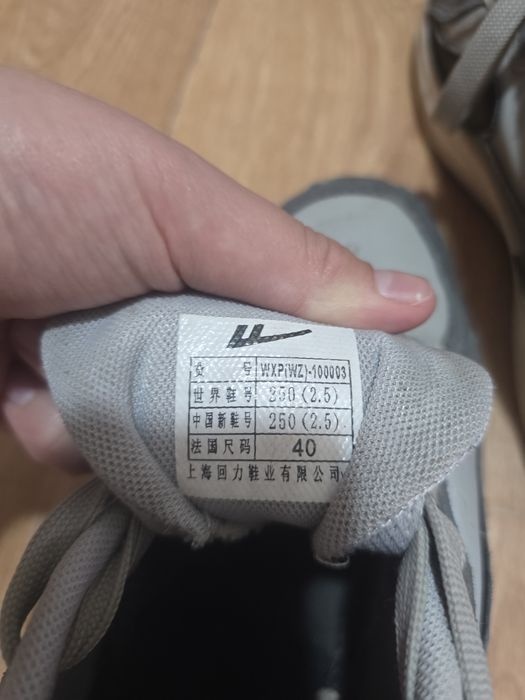 货号 WXP(WZ)-100003
世界鞋号 250(2.5)
中国新鞋号 250(2.5)
法国尺码 40
上海回力鞋业有限公司